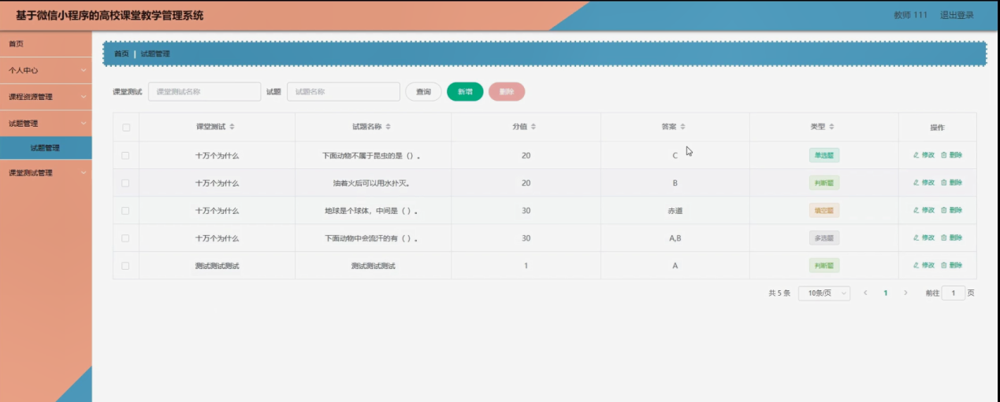 基于微信小程序的高校课堂教学管理系统 教师 111 退出登录
首页
个人中心
课程资源管理
试题管理
试题管理
课堂测试管理
首页 | 试题管理
课堂测试 课堂测试名称 试题 试题名称 查询 新增 删除
课堂测试 试题名称 分值 答案 类型 操作
十万个为什么 下面动物不属于昆虫的是（）。 20 C 单选题 修改 删除
十万个为什么 油着火后可以用水扑灭。 20 B 判断题 修改 删除
十万个为什么 地球是个球体，中间是（ ）。 30 赤道 填空题 修改 删除
十万个为什么 下面动物中会流汗的有（ ）。 30 A,B 多选题 修改 删除
测试测试测试 测试测试测试 1 A 判断题 修改 删除
共 5 条 10条/页 1 前往 1 页